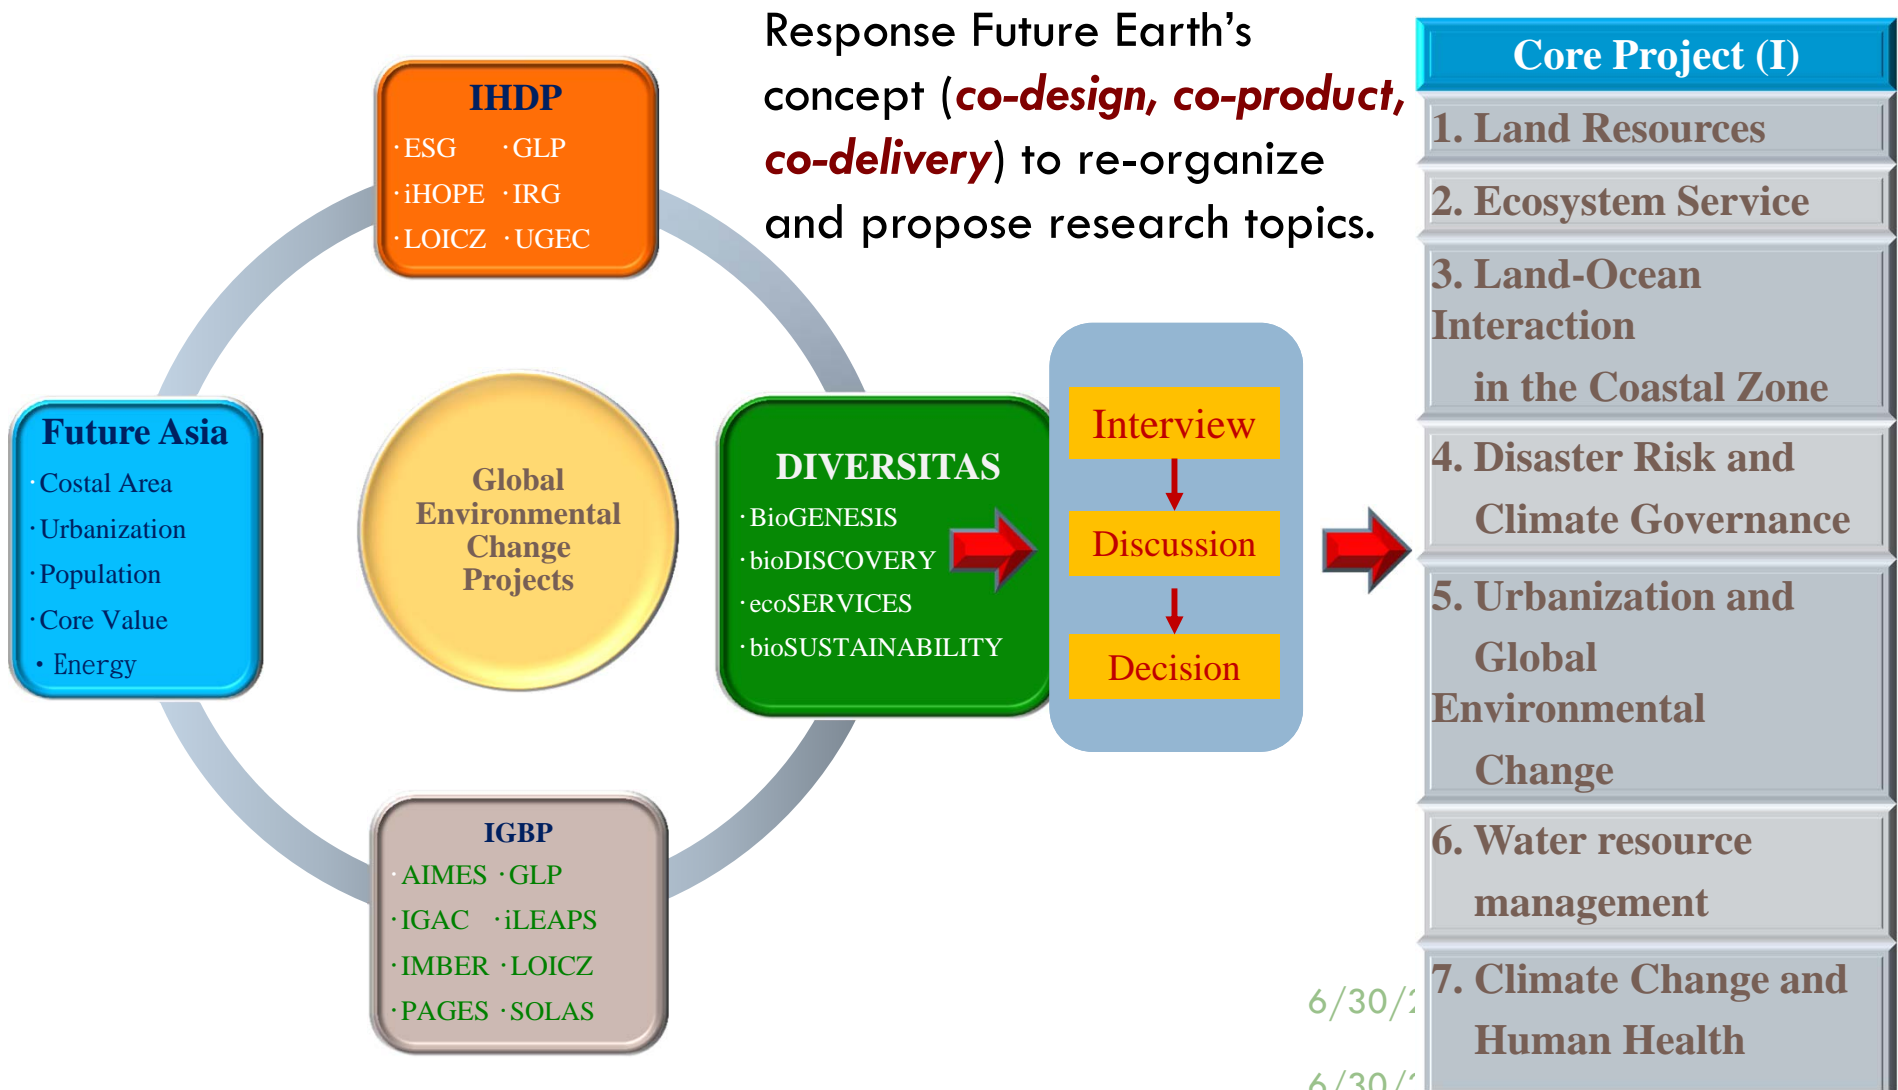 Response Future Earth's
concept (co-design, co-product,
co-delivery) to re-organize
and propose research topics.
IHDP
·ESG ·GLP
·iHOPE ·IRG
·LOICZ ·UGEC
Future Asia
·Costal Area
·Urbanization
·Population
·Core Value
·Energy
Global
Environmental
Change
Projects
DIVERSITAS
·BioGENESIS
·bioDISCOVERY
·ecoSERVICES
·bioSUSTAINABILITY
IGBP
·AIMES ·GLP
·IGAC ·iLEAPS
·IMBER ·LOICZ
·PAGES ·SOLAS
Interview
Discussion
Decision
Core Project (I)
1. Land Resources
2. Ecosystem Service
3. Land-Ocean
Interaction
in the Coastal Zone
4. Disaster Risk and
Climate Governance
5. Urbanization and
Global
Environmental
Change
6. Water resource
management
7. Climate Change and
Human Health
6/30/
6/30/